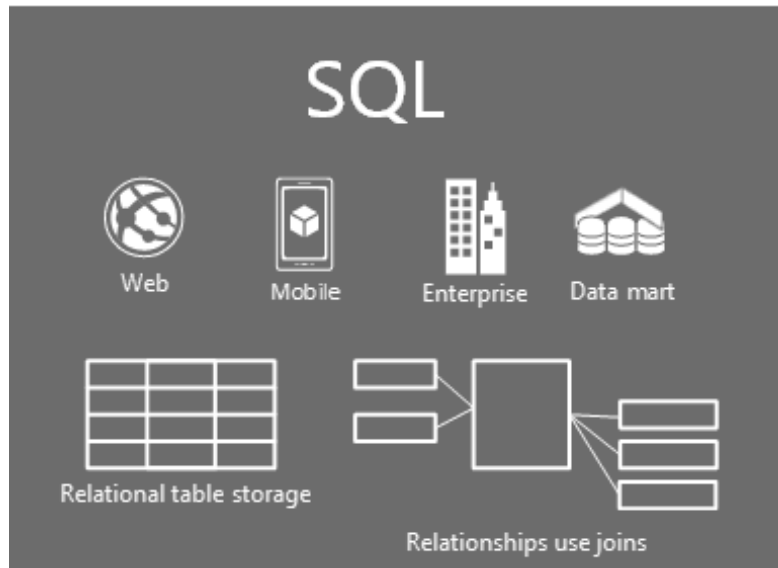 SQL
Web
Mobile
Enterprise
Data mart
Relational table storage
Relationships use joins